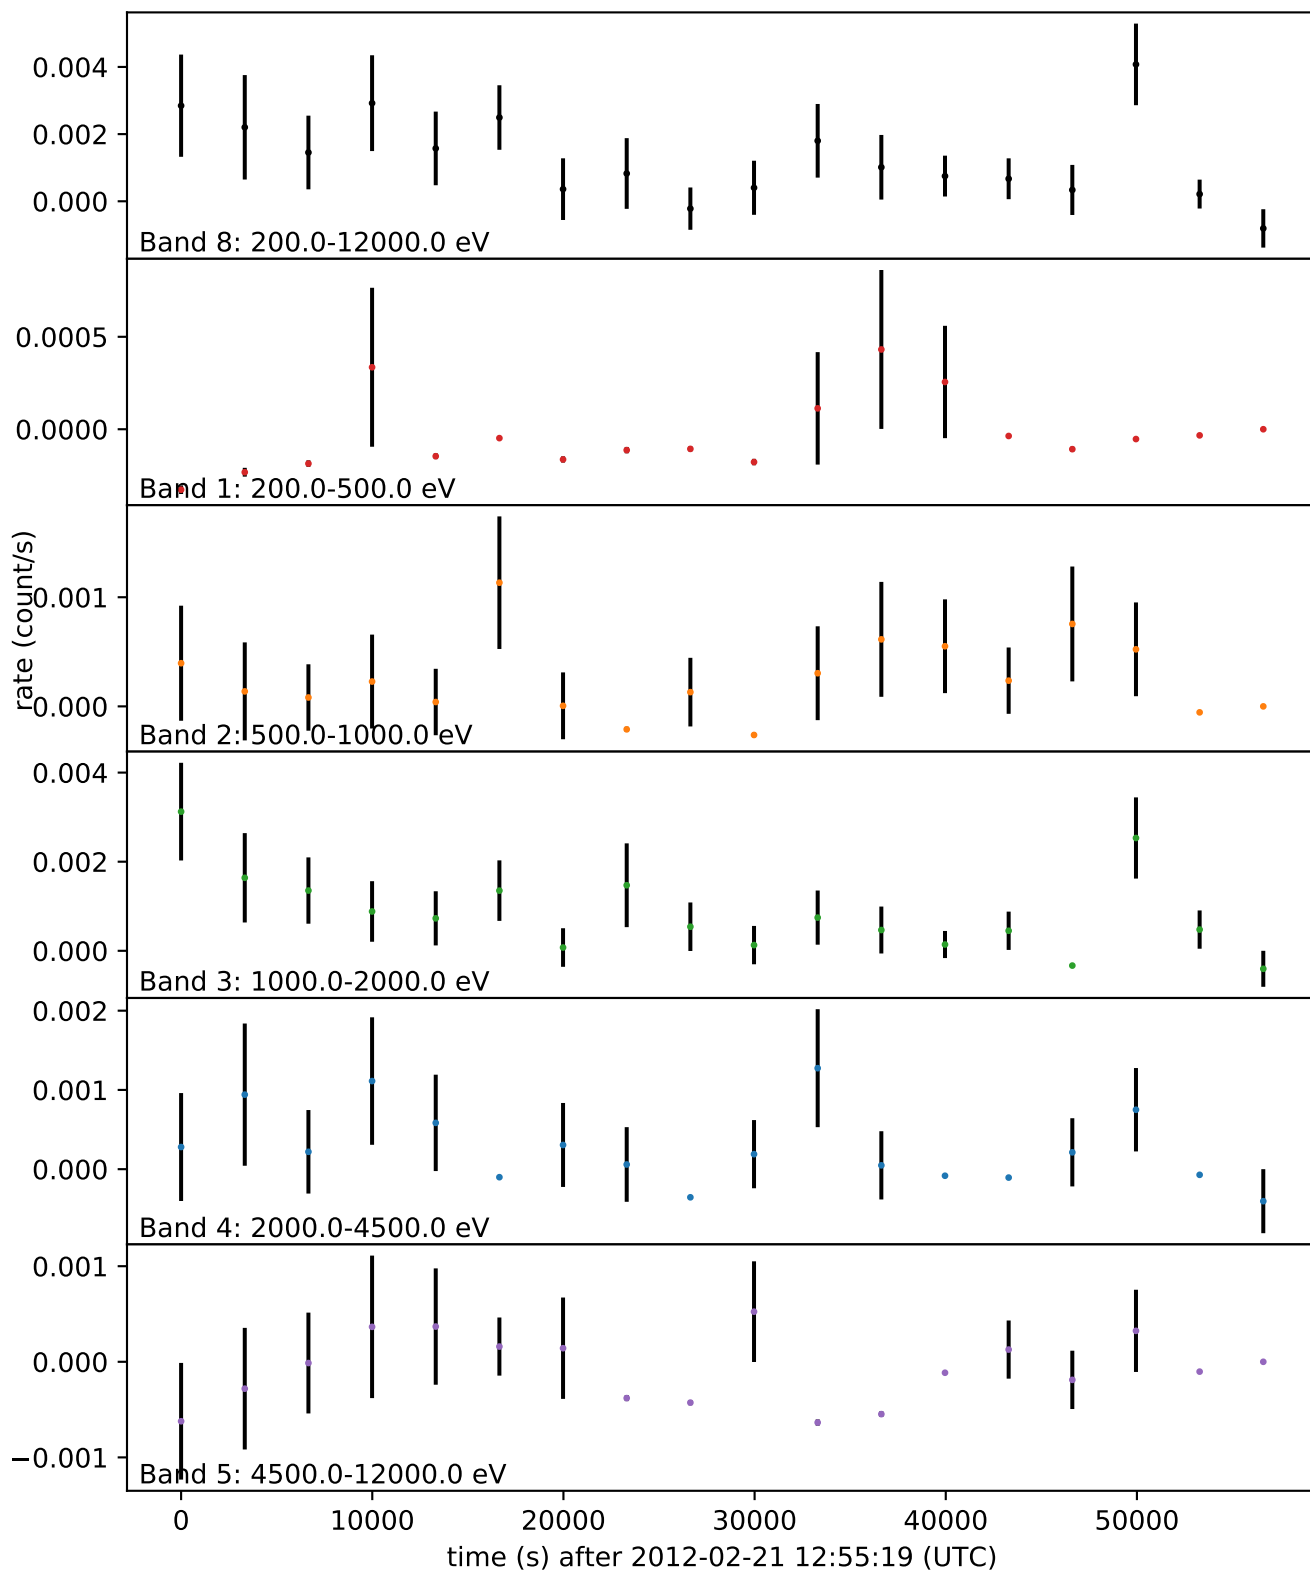 0.004
0.002
0.000
Band 8: 200.0-12000.0 eV
0.0005
0.0000
Band 1: 200.0-500.0 eV
rate (count/s)
0.001
0.000
Band 2: 500.0-1000.0 eV
0.004
0.002
0.000
Band 3: 1000.0-2000.0 eV
0.002
0.001
0.000
Band 4: 2000.0-4500.0 eV
0.001
0.000
−0.001
Band 5: 4500.0-12000.0 eV
0 10000 20000 30000 40000 50000
time (s) after 2012-02-21 12:55:19 (UTC)